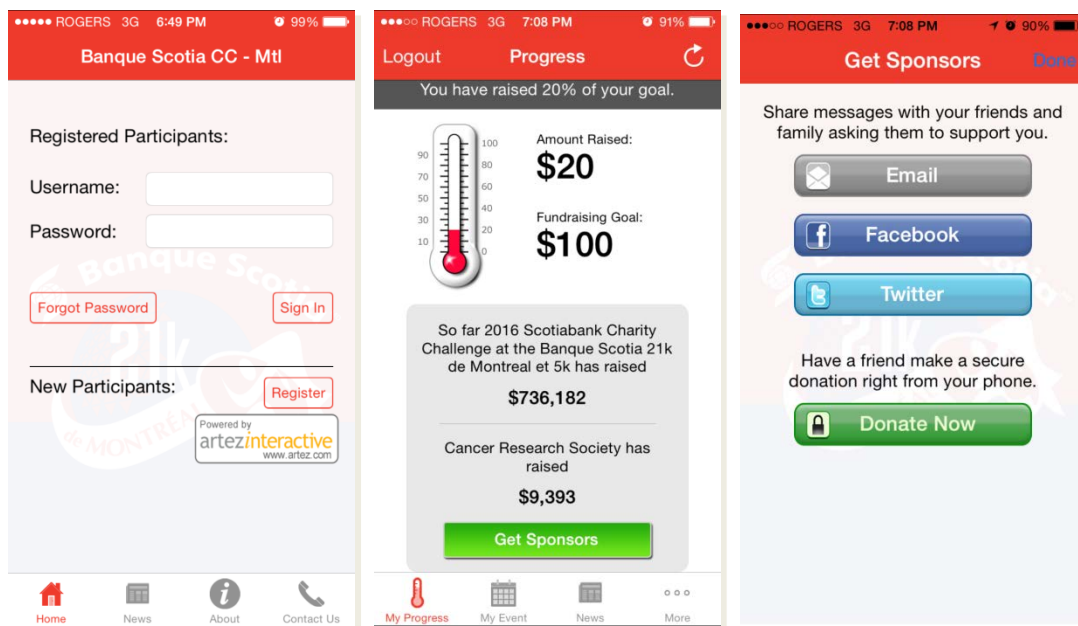 ROGERS 3G 6:49 PM 99%
Banque Scotia CC - Mtl
Registered Participants:
Username:
Password:
Forgot Password
Sign In
New Participants:
Register
Powered by
artezinteractive
www.artez.com
Banque Scotia
21k
de MONTRÉAL
Home
News
About
Contact Us
ROGERS 3G 7:08 PM 91%
Logout
Progress
You have raised 20% of your goal.
100
90
80
70
60
50
40
30
20
10
0
Amount Raised:
$20
Fundraising Goal:
$100
So far 2016 Scotiabank Charity
Challenge at the Banque Scotia 21k
de Montreal et 5k has raised
$736,182
Cancer Research Society has
raised
$9,393
Get Sponsors
My Progress
My Event
News
More
ROGERS 3G 7:08 PM 90%
Get Sponsors
Done
Share messages with your friends and
family asking them to support you.
Email
Facebook
Twitter
Have a friend make a secure
donation right from your phone.
Donate Now